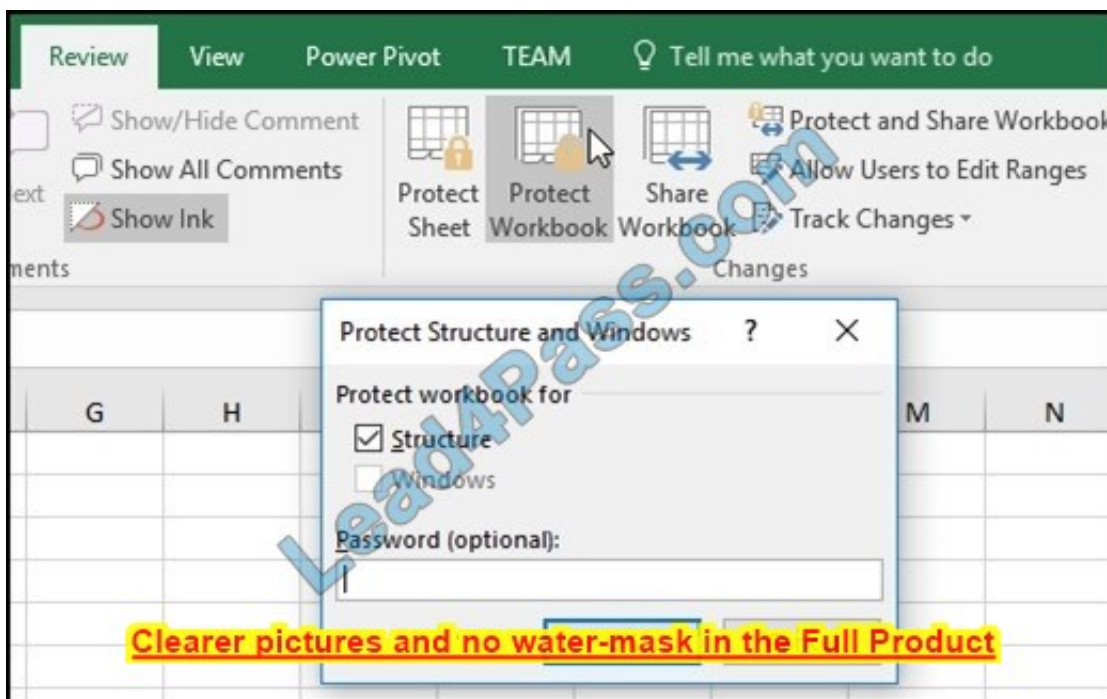 Review View Power Pivot TEAM Tell me what you want to do
Show/Hide Comment
Show All Comments
ext
Show Ink
Protect Sheet
Protect Workbook
Share Workbook
Protect and Share Workbook
Allow Users to Edit Ranges
Track Changes
ments
Changes
Protect Structure and Windows ?
Protect workbook for
G H M N
Structure
Windows
Password (optional):
Lead4Pass.com
Clearer pictures and no water-mask in the Full Product